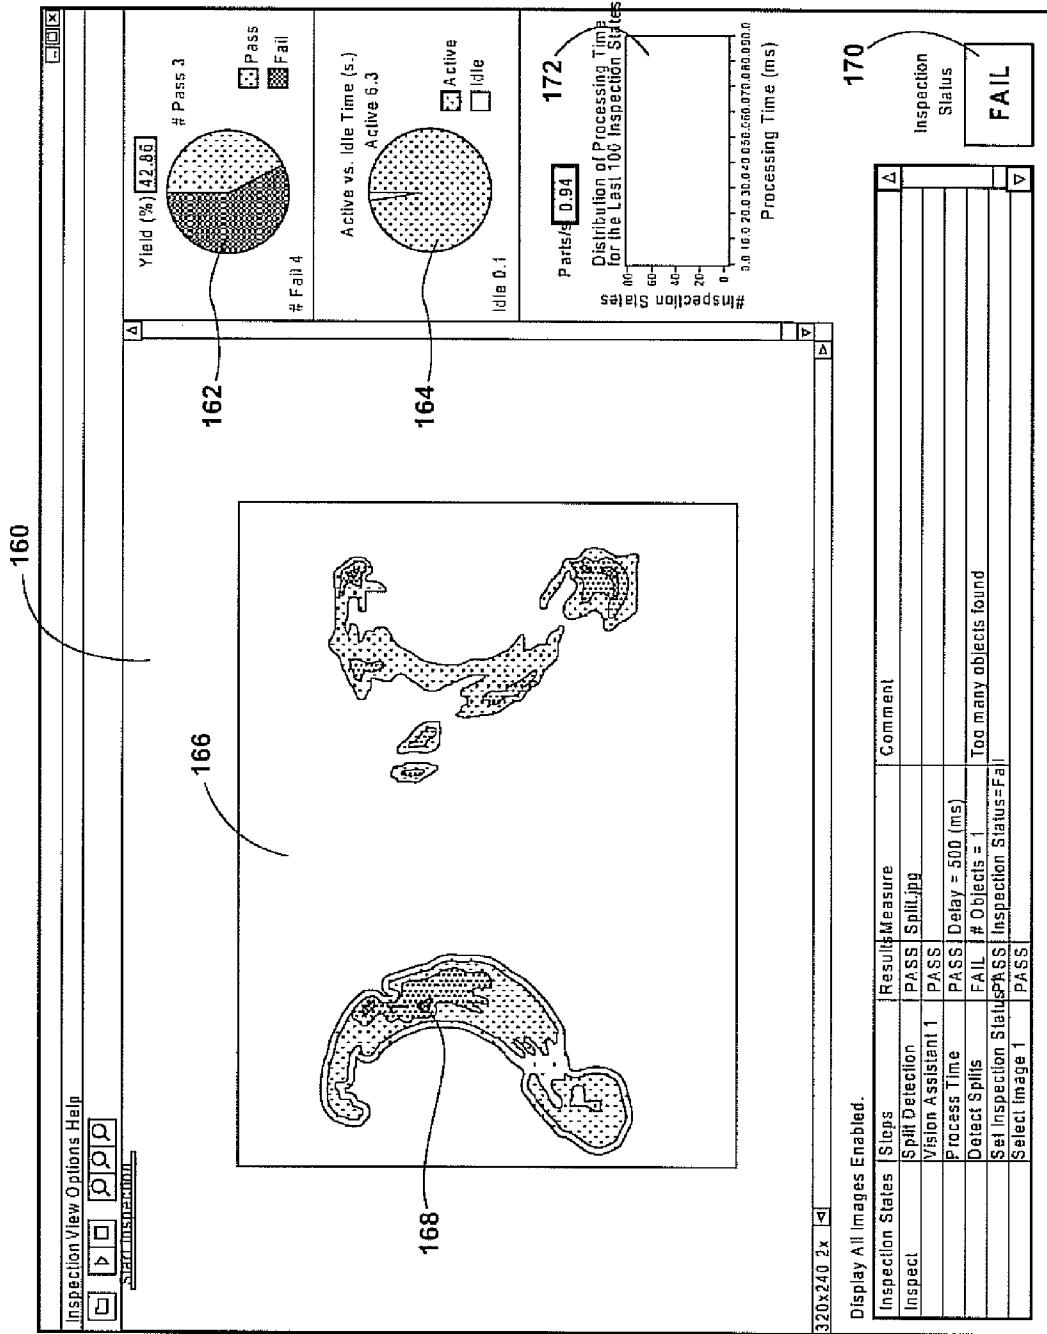 160
Inspection View Options Help
Start Inspection
166
168
162
164
172
170
320x240 2x
Yield (%) 42.86
# Pass 3
Pass
Fail
# Fail 4
Active vs. Idle Time (s.)
Active 6.3
Active
Idle
Idle 0.1
Parts/s 0.94
Distribution of Processing Time
for the Last 100 Inspection States
#Inspection States
60
40
20
0
Processing Time (ms)
Inspection
Status
FAIL
Display All Images Enabled.
Inspection States Steps Results Measure Comment
Inspect Split Detection PASS Split.jpg
Vision Assistant 1 PASS
Process Time PASS Delay = 500 (ms)
Detect Splits FAIL # Objects = 1 Too many objects found
Set Inspection Status PASS Inspection Status=Fail
Select Image 1 PASS